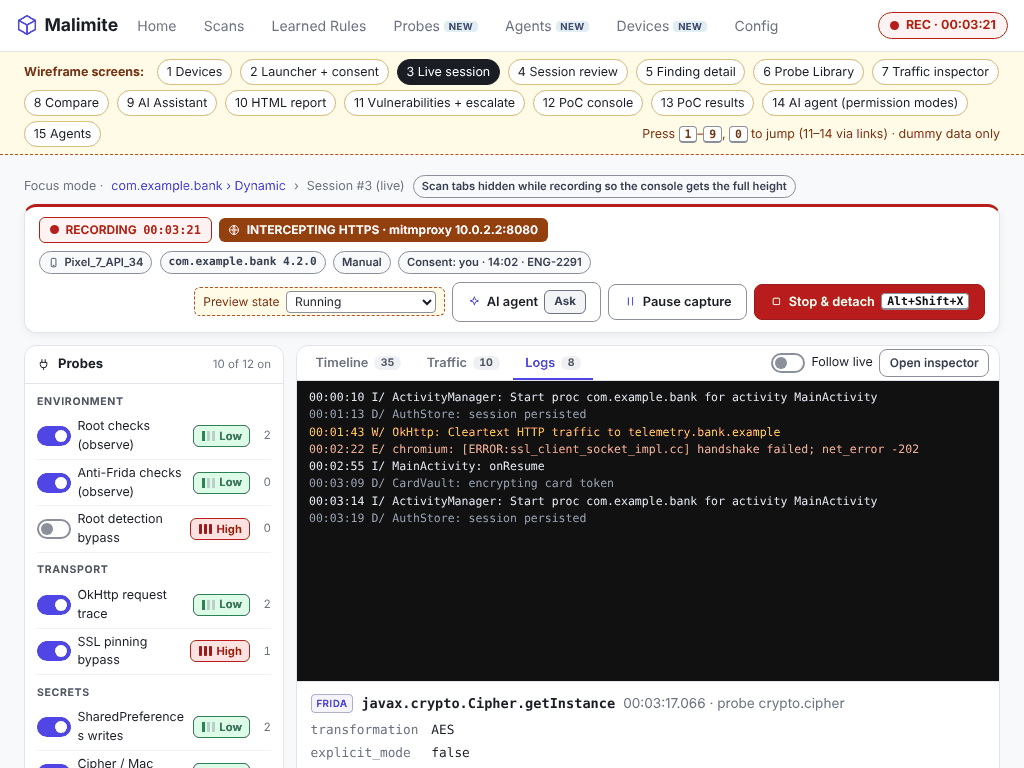 Malimite Home Scans Learned Rules Probes NEW Agents NEW Devices NEW Config REC · 00:03:21
Wireframe screens: 1 Devices 2 Launcher + consent 3 Live session 4 Session review 5 Finding detail 6 Probe Library 7 Traffic inspector
8 Compare 9 AI Assistant 10 HTML report 11 Vulnerabilities + escalate 12 PoC console 13 PoC results 14 AI agent (permission modes)
15 Agents Press 1–9, 0 to jump (11–14 via links) · dummy data only
Focus mode · com.example.bank › Dynamic › Session #3 (live) Scan tabs hidden while recording so the console gets the full height
RECORDING 00:03:21 INTERCEPTING HTTPS · mitmproxy 10.0.2.2:8080
Pixel_7_API_34 com.example.bank 4.2.0 Manual Consent: you · 14:02 · ENG-2291
Preview state Running AI agent Ask Pause capture Stop & detach Alt+Shift+X
Probes 10 of 12 on
ENVIRONMENT
Root checks
(observe) Low 2
Anti-Frida checks
(observe) Low 0
Root detection
bypass High 0
TRANSPORT
OkHttp request
trace Low 2
SSL pinning
bypass High 1
SECRETS
SharedPreference
s writes Low 2
Cipher / Mac
Timeline 35 Traffic 10 Logs 8 Follow live Open inspector
00:00:10 I/ ActivityManager: Start proc com.example.bank for activity MainActivity
00:01:13 D/ AuthStore: session persisted
00:01:43 W/ OkHttp: Cleartext HTTP traffic to telemetry.bank.example
00:02:22 E/ chromium: [ERROR:ssl_client_socket_impl.cc] handshake failed; net_error -202
00:02:55 I/ MainActivity: onResume
00:03:09 D/ CardVault: encrypting card token
00:03:14 I/ ActivityManager: Start proc com.example.bank for activity MainActivity
00:03:19 D/ AuthStore: session persisted
FRIDA javax.crypto.Cipher.getInstance 00:03:17.066 · probe crypto.cipher
transformation AES
explicit_mode false